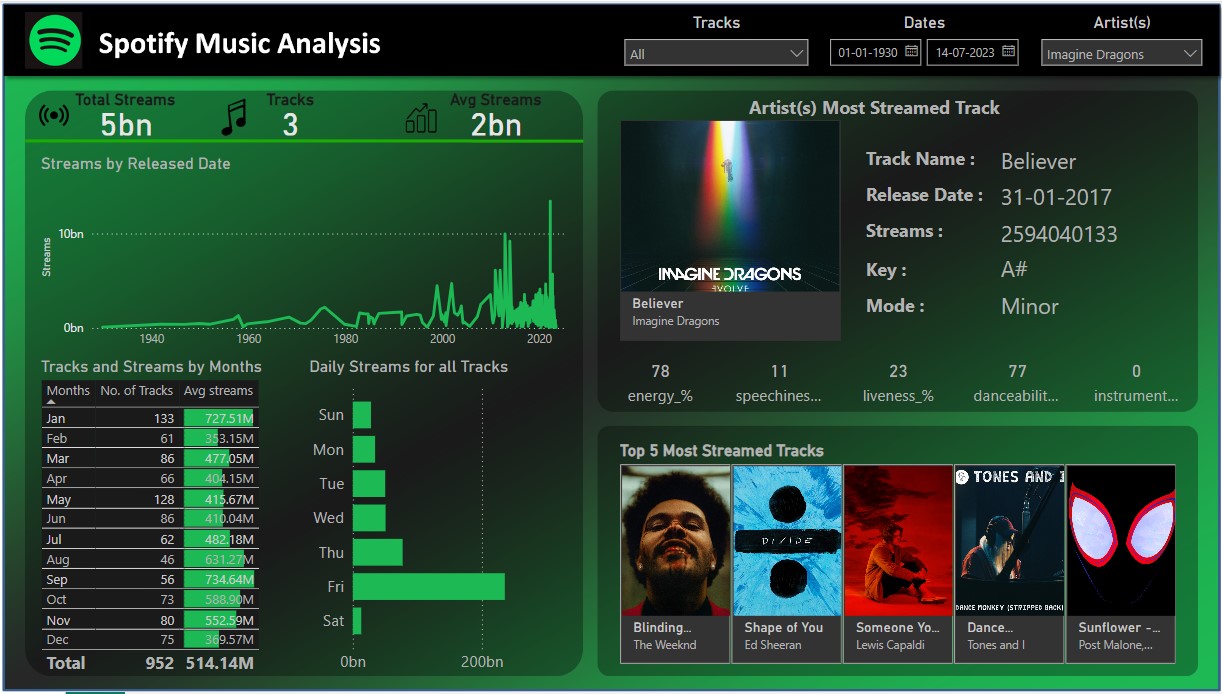 Spotify Music Analysis
Tracks
All
Dates
01-01-1930
14-07-2023
Artist(s)
Imagine Dragons
Total Streams
5bn
Tracks
3
Avg Streams
2bn
Streams by Released Date
Streams
10bn
0bn
1940
1960
1980
2000
2020
Tracks and Streams by Months
Months No. of Tracks Avg streams
Jan 133 727.51M
Feb 61 353.15M
Mar 86 477.05M
Apr 66 404.15M
May 128 415.67M
Jun 86 410.04M
Jul 62 482.18M
Aug 46 631.27M
Sep 56 734.64M
Oct 73 588.90M
Nov 80 552.59M
Dec 75 369.57M
Total 952 514.14M
Daily Streams for all Tracks
Sun
Mon
Tue
Wed
Thu
Fri
Sat
0bn
200bn
Artist(s) Most Streamed Track
IMAGINE DRAGONS
EVOLVE
Believer
Imagine Dragons
Track Name : Believer
Release Date : 31-01-2017
Streams : 2594040133
Key : A#
Mode : Minor
78
energy_%
11
speechines...
23
liveness_%
77
danceabilit...
0
instrument...
Top 5 Most Streamed Tracks
Blinding...
The Weeknd
DIVIDE
Shape of You
Ed Sheeran
Someone Yo...
Lewis Capaldi
TONES AND I
DANCE MONKEY (STRIPPED BACK)
Dance...
Tones and I
Sunflower -...
Post Malone,...